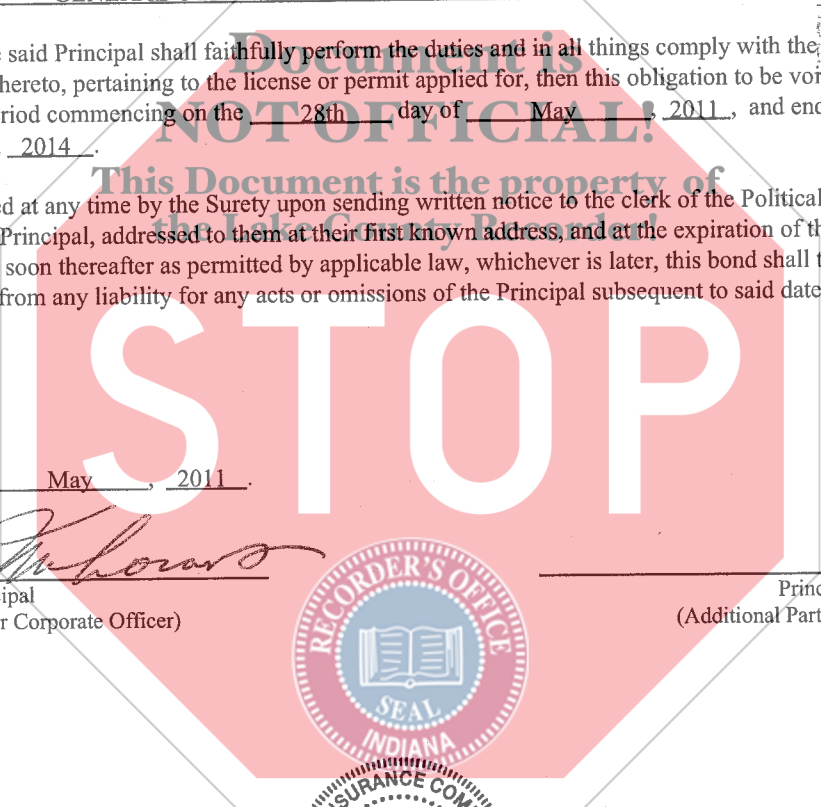 Document is
said Principal shall faithfully perform the duties and in all things comply with the
hereto, pertaining to the license or permit applied for, then this obligation to be voi
NOT OFFICIAL!
riod commencing on the 28th day of May, 2011, and end
2014.
This Document is the property of
ed at any time by the Surety upon sending written notice to the clerk of the Political
the Lake County Recorder!
Principal, addressed to them at their first known address, and at the expiration of th
soon thereafter as permitted by applicable law, whichever is later, this bond shall t
from any liability for any acts or omissions of the Principal subsequent to said date
STOP
May, 2011.
cipal
Princ
r Corporate Officer)
(Additional Part
RECORDER'S OFFICE
SEAL
INDIANA
SURANCE COM